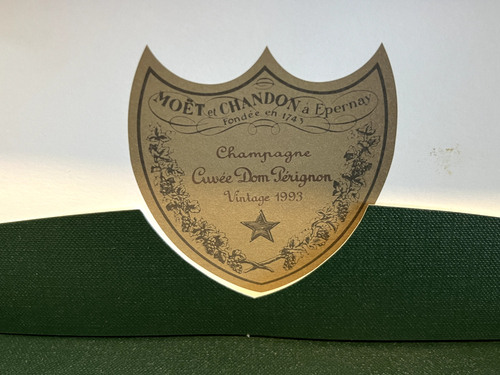 MOËT et CHANDON à Epernay
Fondée en 1743
Champagne
Cuvée Dom Pérignon
Vintage 1993